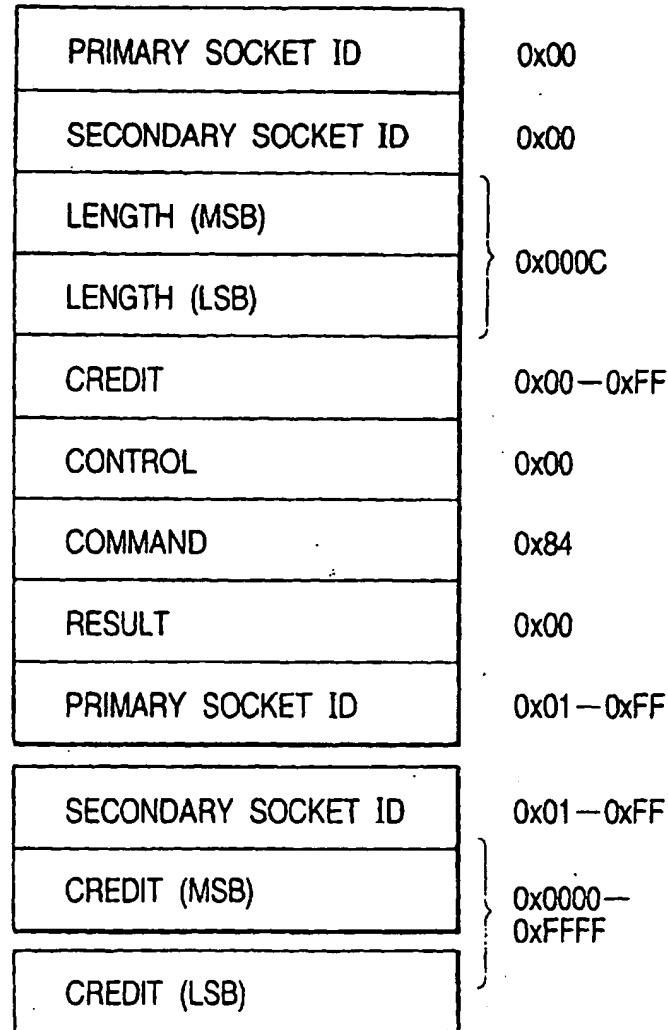 PRIMARY SOCKET ID 0x00
SECONDARY SOCKET ID 0x00
LENGTH (MSB)
0x000C
LENGTH (LSB)
CREDIT 0x00—0xFF
CONTROL 0x00
COMMAND 0x84
RESULT 0x00
PRIMARY SOCKET ID 0x01—0xFF
SECONDARY SOCKET ID 0x01—0xFF
CREDIT (MSB) 0x0000—
0xFFFF
CREDIT (LSB)